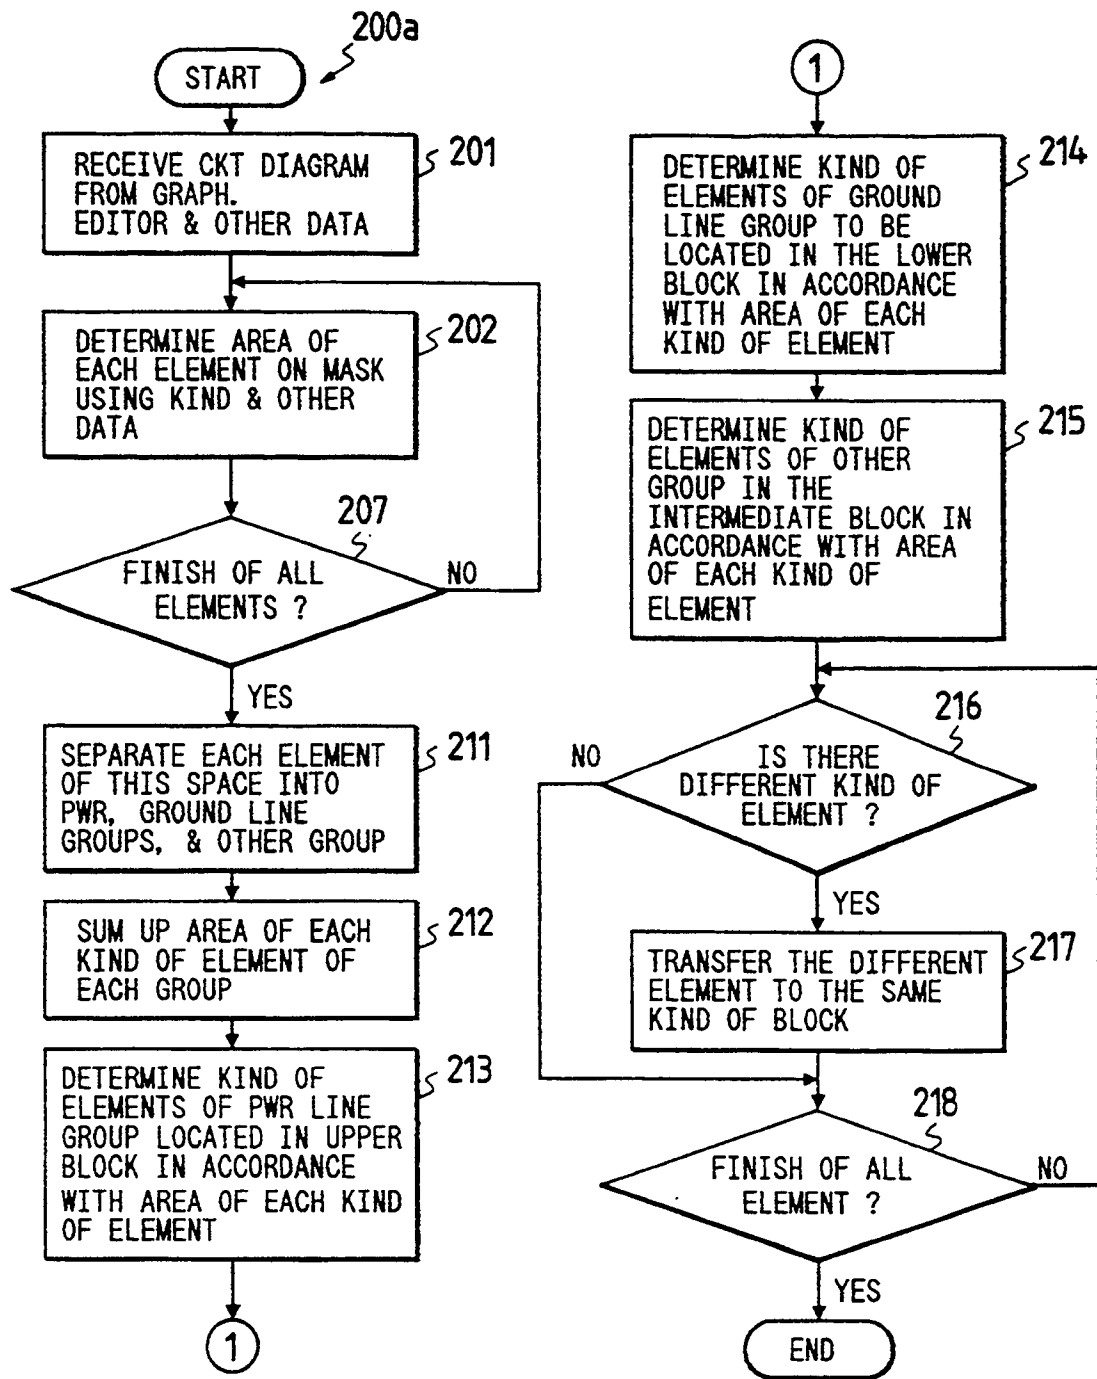 200a
START
RECEIVE CKT DIAGRAM
FROM GRAPH.
EDITOR & OTHER DATA
201
DETERMINE AREA OF
EACH ELEMENT ON MASK
USING KIND & OTHER
DATA
202
207
FINISH OF ALL
ELEMENTS ?
NO
YES
SEPARATE EACH ELEMENT
OF THIS SPACE INTO
PWR, GROUND LINE
GROUPS, & OTHER GROUP
211
SUM UP AREA OF EACH
KIND OF ELEMENT OF
EACH GROUP
212
DETERMINE KIND OF
ELEMENTS OF PWR LINE
GROUP LOCATED IN UPPER
BLOCK IN ACCORDANCE
WITH AREA OF EACH KIND
OF ELEMENT
213
1
1
DETERMINE KIND OF
ELEMENTS OF GROUND
LINE GROUP TO BE
LOCATED IN THE LOWER
BLOCK IN ACCORDANCE
WITH AREA OF EACH
KIND OF ELEMENT
214
DETERMINE KIND OF
ELEMENTS OF OTHER
GROUP IN THE
INTERMEDIATE BLOCK IN
ACCORDANCE WITH AREA
OF EACH KIND OF
ELEMENT
215
216
IS THERE
DIFFERENT KIND OF
ELEMENT ?
NO
YES
TRANSFER THE DIFFERENT
ELEMENT TO THE SAME
KIND OF BLOCK
217
218
FINISH OF ALL
ELEMENT ?
NO
YES
END